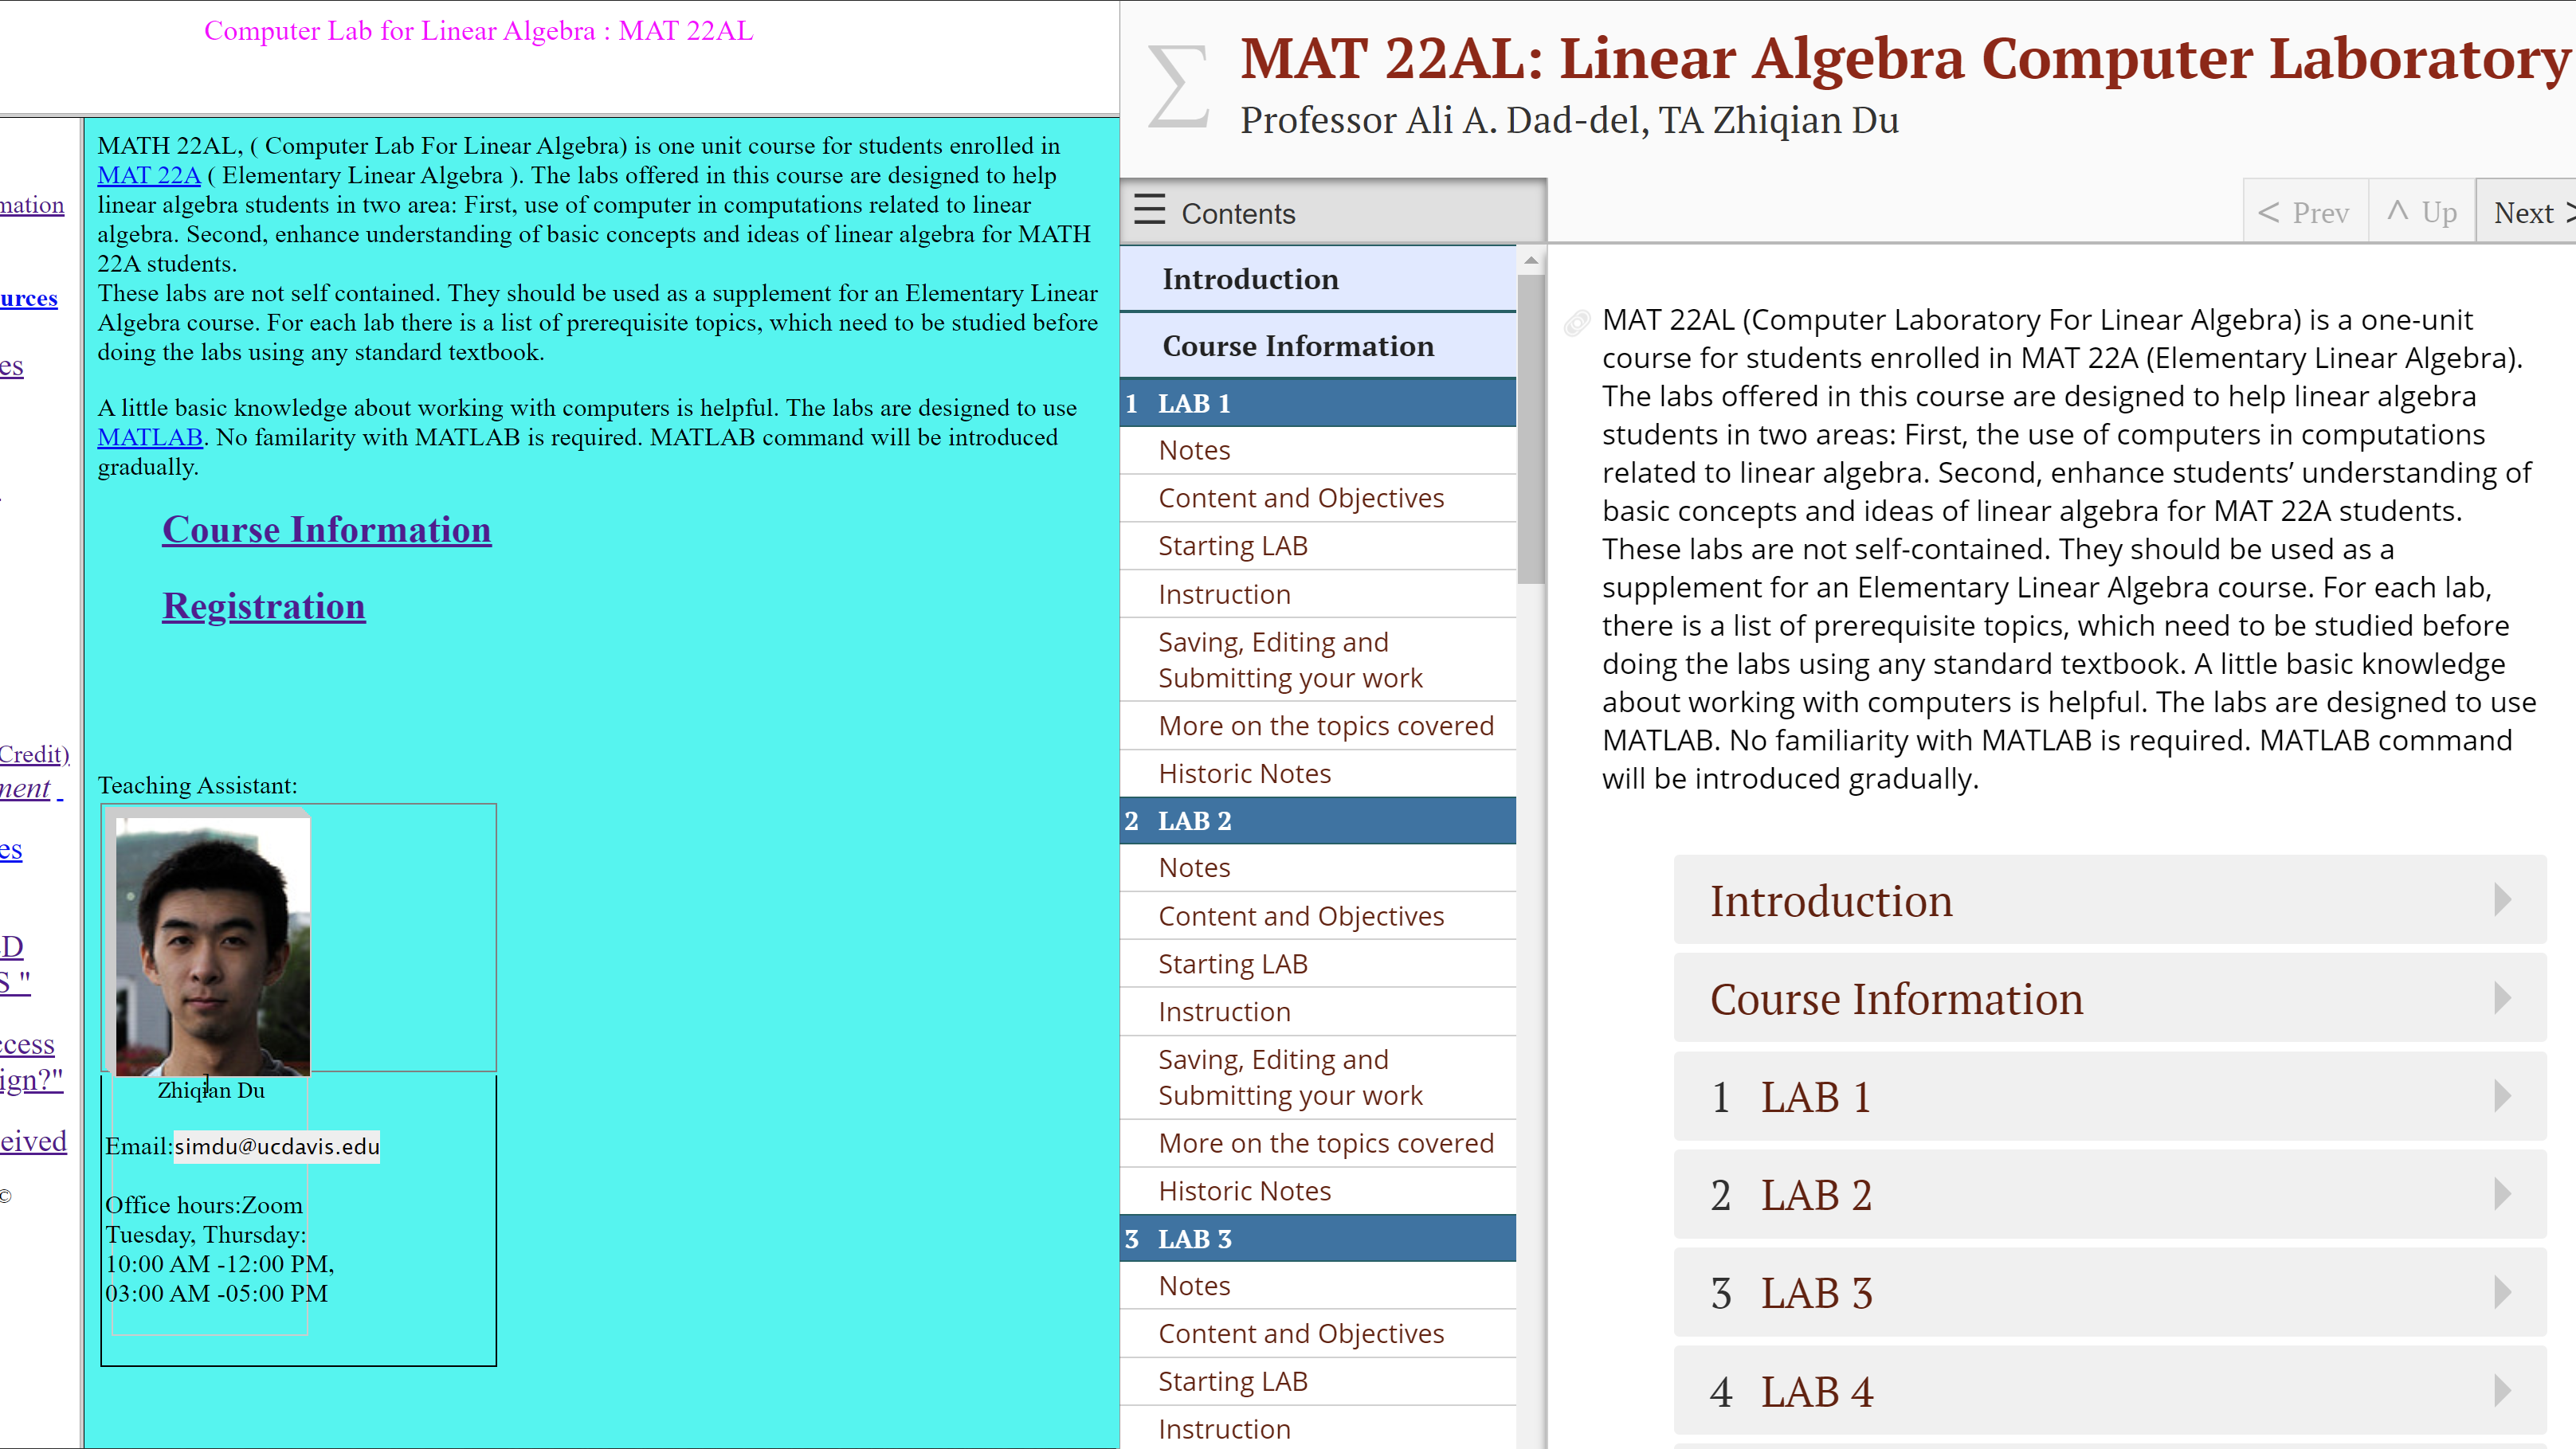 Computer Lab for Linear Algebra : MAT 22AL
mation
urces
es
Credit)
ment
es
D
S "
ccess
ign?"
eived
©
MATH 22AL, ( Computer Lab For Linear Algebra) is one unit course for students enrolled in
MAT 22A ( Elementary Linear Algebra ). The labs offered in this course are designed to help
linear algebra students in two area: First, use of computer in computations related to linear
algebra. Second, enhance understanding of basic concepts and ideas of linear algebra for MATH
22A students.
These labs are not self contained. They should be used as a supplement for an Elementary Linear
Algebra course. For each lab there is a list of prerequisite topics, which need to be studied before
doing the labs using any standard textbook.
A little basic knowledge about working with computers is helpful. The labs are designed to use
MATLAB. No familarity with MATLAB is required. MATLAB command will be introduced
gradually.
Course Information
Registration
Teaching Assistant:
Zhiqian Du
Email:simdu@ucdavis.edu
Office hours:Zoom
Tuesday, Thursday:
10:00 AM -12:00 PM,
03:00 AM -05:00 PM
∑
MAT 22AL: Linear Algebra Computer Laboratory
Professor Ali A. Dad-del, TA Zhiqian Du
☰ Contents
< Prev
^ Up
Next >
Introduction
Course Information
1 LAB 1
Notes
Content and Objectives
Starting LAB
Instruction
Saving, Editing and
Submitting your work
More on the topics covered
Historic Notes
2 LAB 2
Notes
Content and Objectives
Starting LAB
Instruction
Saving, Editing and
Submitting your work
More on the topics covered
Historic Notes
3 LAB 3
Notes
Content and Objectives
Starting LAB
Instruction
MAT 22AL (Computer Laboratory For Linear Algebra) is a one-unit
course for students enrolled in MAT 22A (Elementary Linear Algebra).
The labs offered in this course are designed to help linear algebra
students in two areas: First, the use of computers in computations
related to linear algebra. Second, enhance students’ understanding of
basic concepts and ideas of linear algebra for MAT 22A students.
These labs are not self-contained. They should be used as a
supplement for an Elementary Linear Algebra course. For each lab,
there is a list of prerequisite topics, which need to be studied before
doing the labs using any standard textbook. A little basic knowledge
about working with computers is helpful. The labs are designed to use
MATLAB. No familiarity with MATLAB is required. MATLAB command
will be introduced gradually.
Introduction
Course Information
1 LAB 1
2 LAB 2
3 LAB 3
4 LAB 4